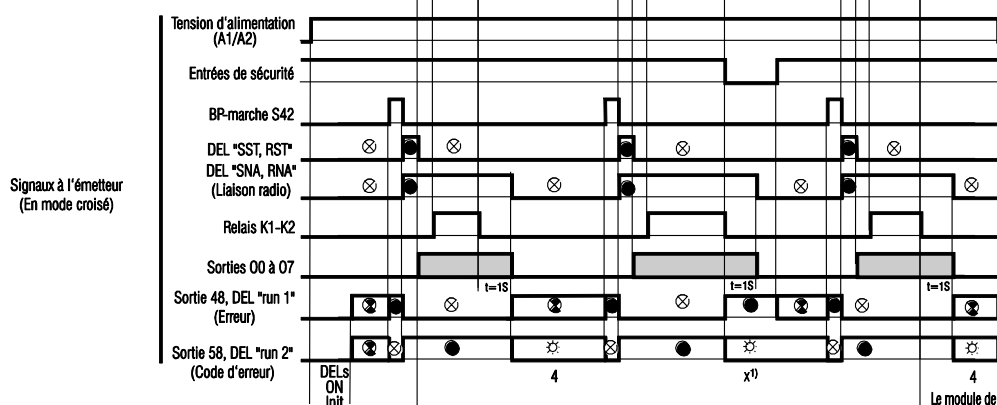 Tension d'alimentation
(A1/A2)
Entrées de sécurité
BP-marche S42
DEL "SST, RST"
DEL "SNA, RNA"
(Liaison radio)
Signaux à l'émetteur
(En mode croisé)
Relais K1-K2
Sorties 00 à 07
t=1S
t=1S
t=1S
Sortie 48, DEL "run 1"
(Erreur)
Sortie 58, DEL "run 2"
(Code d'erreur)
DELs
ON
Init
4
X1)
4
Le module de